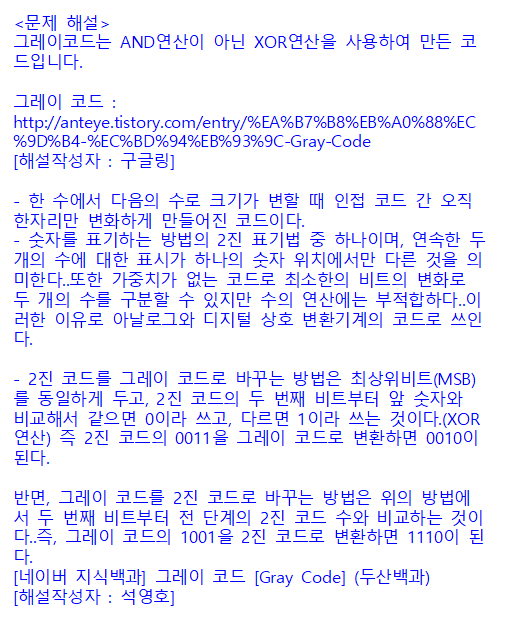 <문제 해설>
그레이코드는 AND연산이 아닌 XOR연산을 사용하여 만든 코
드입니다.
그레이 코드 :
http://anteye.tistory.com/entry/%EA%B7%B8%EB%A0%88%EC
%9D%B4-%EC%BD%94%EB%93%9C-Gray-Code
[해설작성자 : 구글링]
- 한 수에서 다음의 수로 크기가 변할 때 인접 코드 간 오직
한자리만 변화하게 만들어진 코드이다.
- 숫자를 표기하는 방법의 2진 표기법 중 하나이며, 연속한 두
개의 수에 대한 표시가 하나의 숫자 위치에서만 다른 것을 의
미한다..또한 가중치가 없는 코드로 최소한의 비트의 변화로
두 개의 수를 구분할 수 있지만 수의 연산에는 부적합하다..이
러한 이유로 아날로그와 디지털 상호 변환기계의 코드로 쓰인
다.
- 2진 코드를 그레이 코드로 바꾸는 방법은 최상위비트(MSB)
를 동일하게 두고, 2진 코드의 두 번째 비트부터 앞 숫자와
비교해서 같으면 0이라 쓰고, 다르면 1이라 쓰는 것이다.(XOR
연산) 즉 2진 코드의 0011을 그레이 코드로 변환하면 0010이
된다.
반면, 그레이 코드를 2진 코드로 바꾸는 방법은 위의 방법에
서 두 번째 비트부터 전 단계의 2진 코드 수와 비교하는 것이
다..즉, 그레이 코드의 1001을 2진 코드로 변환하면 1110이 된
다.
[네이버 지식백과] 그레이 코드 [Gray Code] (두산백과)
[해설작성자 : 석영호]